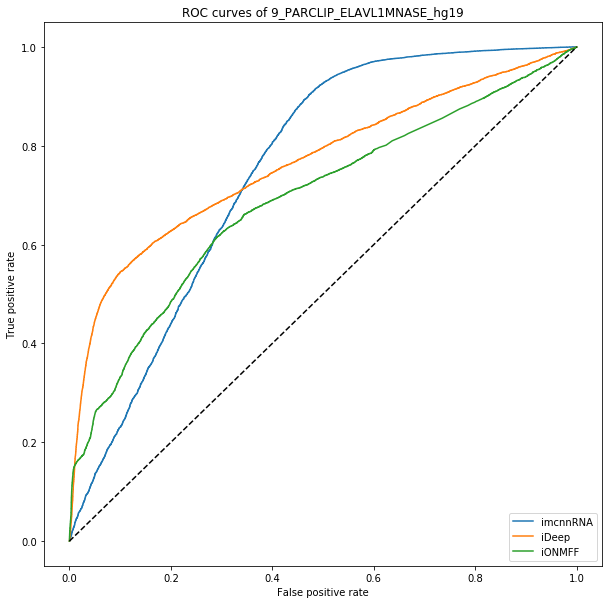 ROC curves of 9_PARCLIP_ELAVL1MNASE_hg19
True positive rate
1.0
0.8
0.6
0.4
0.2
0.0
0.0 0.2 0.4 0.6 0.8 1.0
False positive rate
imcnnRNA
iDeep
iONMFF